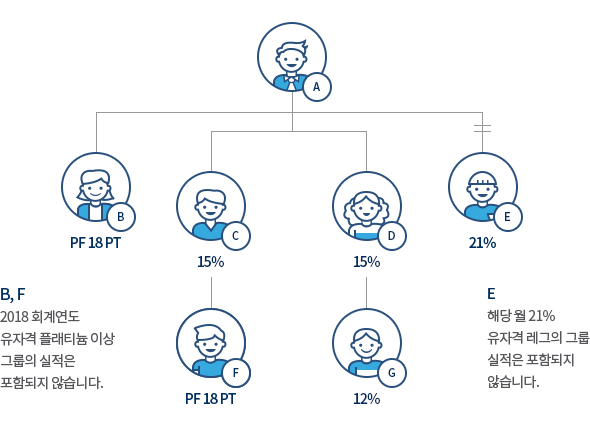 A
B
C
D
E
PF 18 PT
15%
15%
21%
F
G
PF 18 PT
12%
B, F
2018 회계연도
유자격 플래티늄 이상
그룹의 실적은
포함되지 않습니다.
E
해당 월 21%
유자격 레그의 그룹
실적은 포함되지
않습니다.